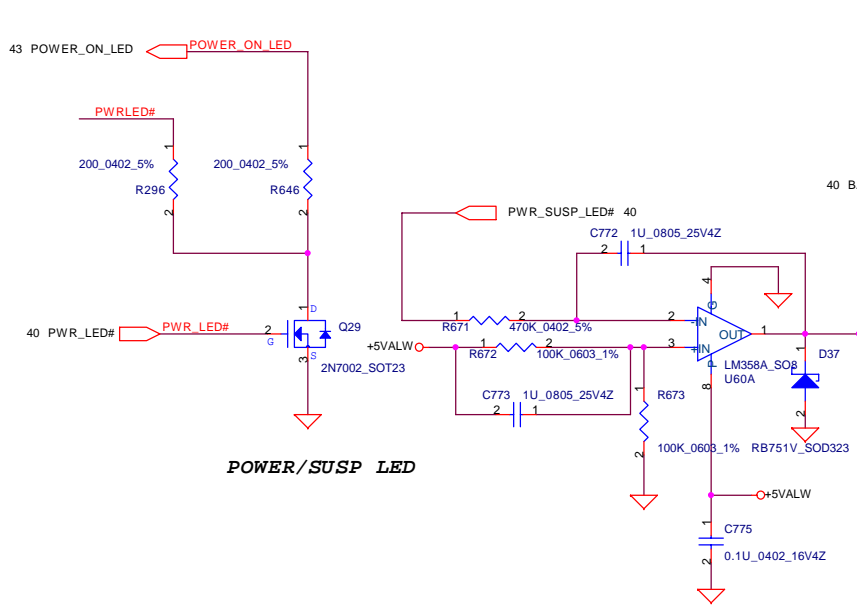 43 POWER_ON_LED
POWER_ON_LED
PWRLED#
1
1
200_0402_5%
200_0402_5%
R296
R646
2
2
40 B
PWR_SUSP_LED# 40
C772 1U_0805_25V4Z
2 1
4
G
1 D
40 PWR_LED#
PWR_LED#
2
G
Q29
S
3
2N7002_SOT23
1 2
R671
470K_0402_5%
2
-IN
OUT
1
+5VALW
1 2
R672
100K_0603_1%
3
+IN
P
8
LM358A_SO8
U60A
1
D37
2
RB751V_SOD323
C773 1U_0805_25V4Z
2 1
1
R673
2
100K_0603_1%
POWER/SUSP LED
+5VALW
1
C775
2
0.1U_0402_16V4Z